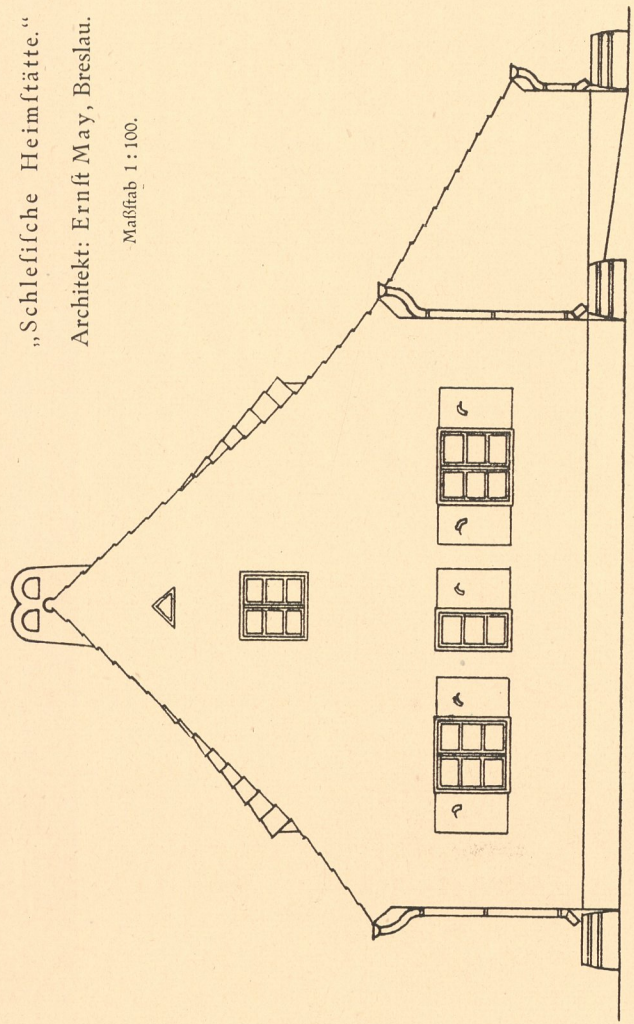 „Schleſiſche Heimſtätte.“
Architekt: Ernſt May, Breslau.
Maßſtab 1 : 100.